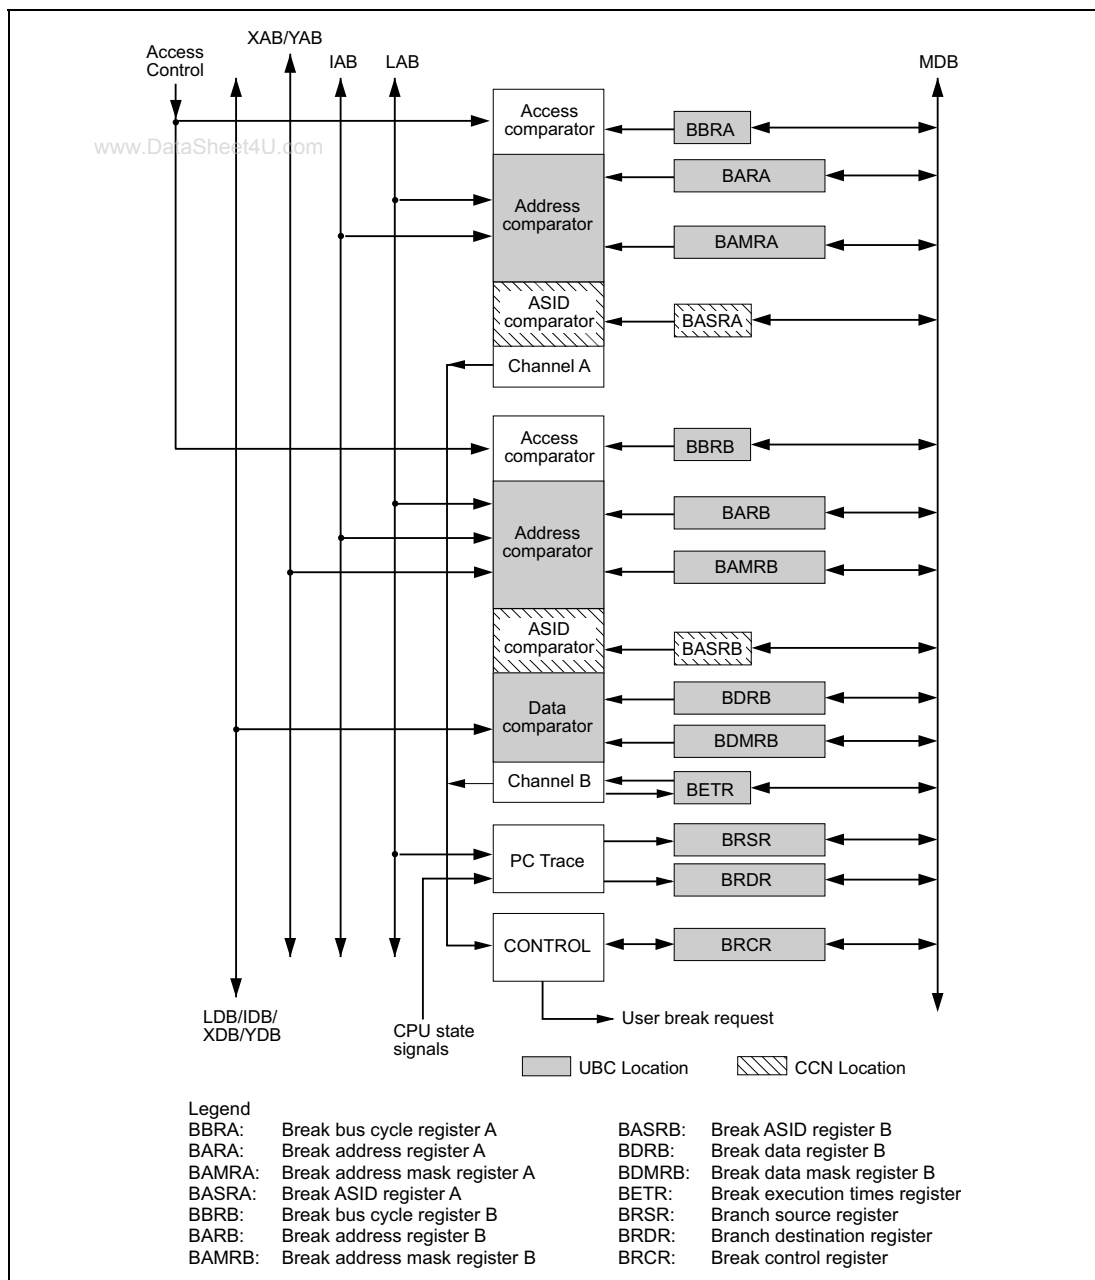 XAB/YAB
Access
Control
IAB
LAB
MDB
www.DataSheet4U.com
Access
comparator
BBRA
BARA
Address
comparator
BAMRA
ASID
comparator
BASRA
Channel A
Access
comparator
BBRB
BARB
Address
comparator
BAMRB
ASID
comparator
BASRB
BDRB
Data
comparator
BDMRB
Channel B
BETR
BRSR
PC Trace
BRDR
CONTROL
BRCR
LDB/IDB/
XDB/YDB
CPU state
signals
User break request
UBC Location
CCN Location
Legend
BBRA: Break bus cycle register A
BARA: Break address register A
BAMRA: Break address mask register A
BASRA: Break ASID register A
BBRB: Break bus cycle register B
BARB: Break address register B
BAMRB: Break address mask register B
BASRB: Break ASID register B
BDRB: Break data register B
BDMRB: Break data mask register B
BETR: Break execution times register
BRSR: Branch source register
BRDR: Branch destination register
BRCR: Break control register